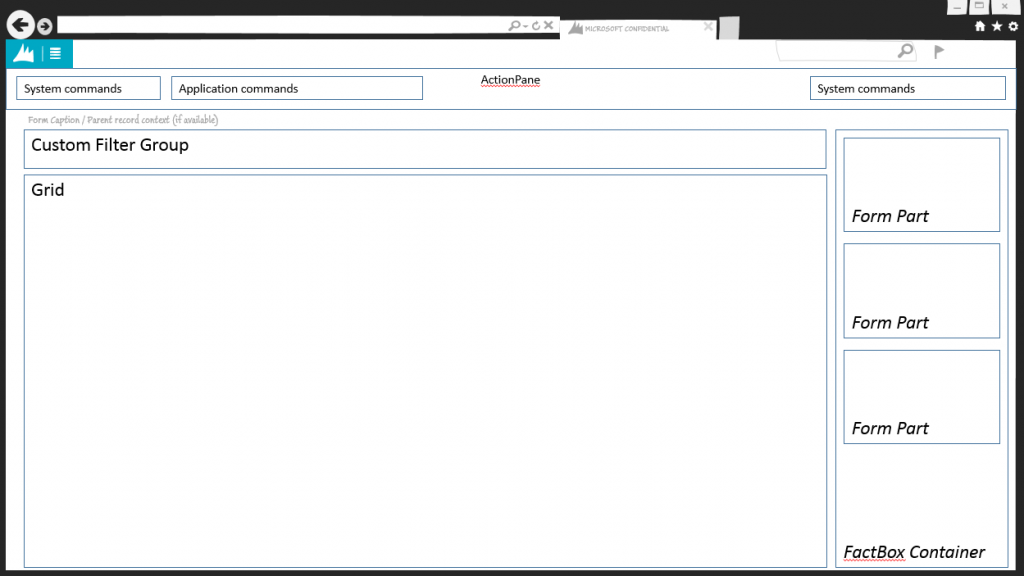 MICROSOFT CONFIDENTIAL
System commands
Application commands
ActionPane
System commands
Form Caption / Parent record context (if available)
Custom Filter Group
Grid
Form Part
Form Part
Form Part
FactBox Container